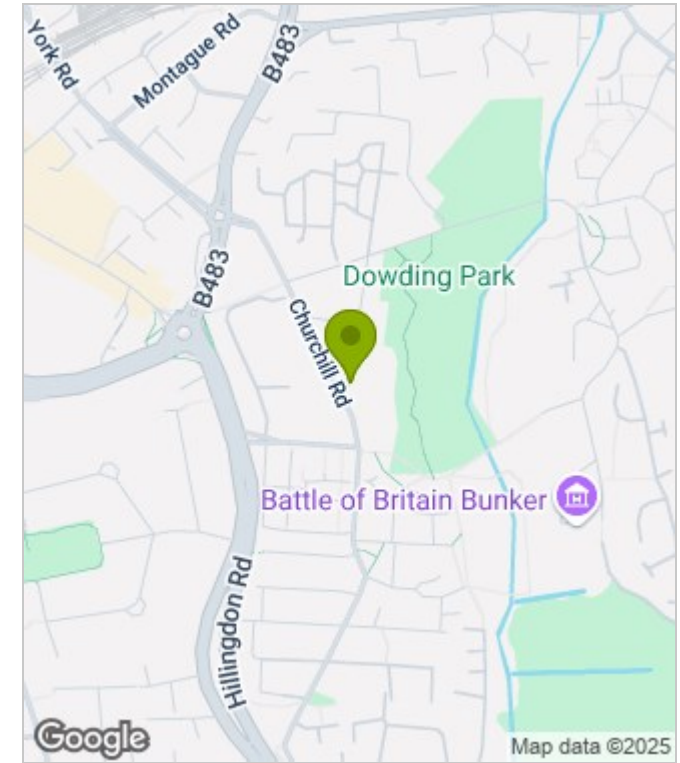 York Rd
Montague Rd
B483
B483
Dowding Park
Churchill Rd
Battle of Britain Bunker
Hillingdon Rd
Google
Map data ©2025